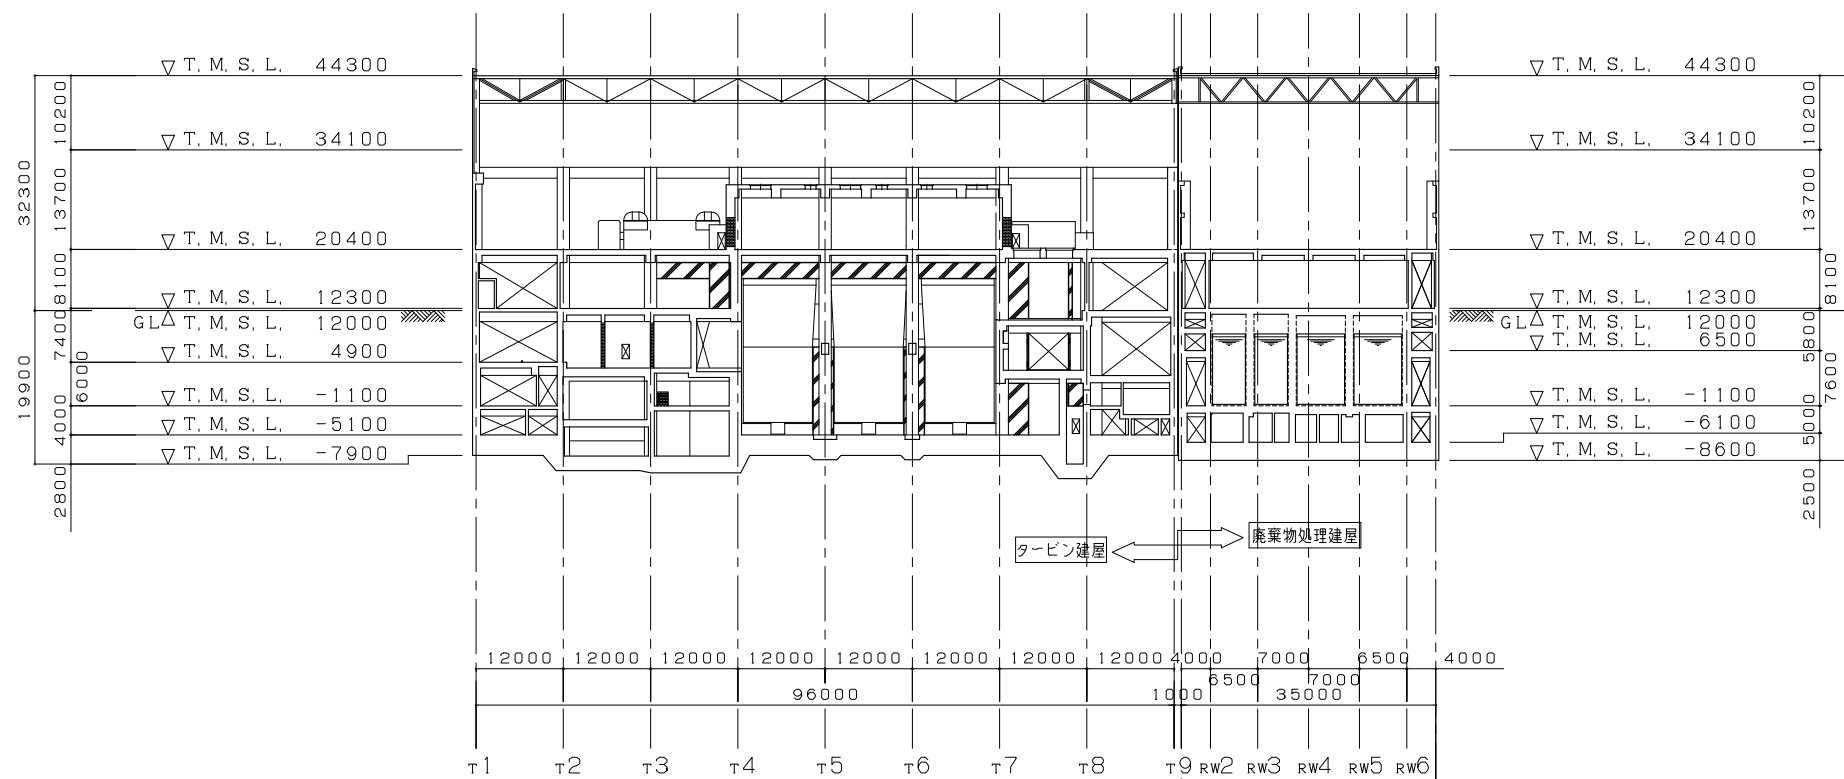 T.M.S.L. 44300
T.M.S.L. 34100
T.M.S.L. 20400
T.M.S.L. 12300
GL T.M.S.L. 12000
T.M.S.L. 4900
T.M.S.L. -1100
T.M.S.L. -5100
T.M.S.L. -7900
32300
19900
10200
13700
8100
7400
6000
4000
2800
T.M.S.L. 44300
T.M.S.L. 34100
T.M.S.L. 20400
T.M.S.L. 12300
GL T.M.S.L. 12000
T.M.S.L. 6500
T.M.S.L. -1100
T.M.S.L. -6100
T.M.S.L. -8600
10200
13700
8100
5800
7600
5000
2500
タービン建屋
廃棄物処理建屋
12000 12000 12000 12000 12000 12000 12000 12000 4000 7000 6500 4000
6500 7000
96000 1000 35000
T1 T2 T3 T4 T5 T6 T7 T8 T9 RW2 RW3 RW4 RW5 RW6